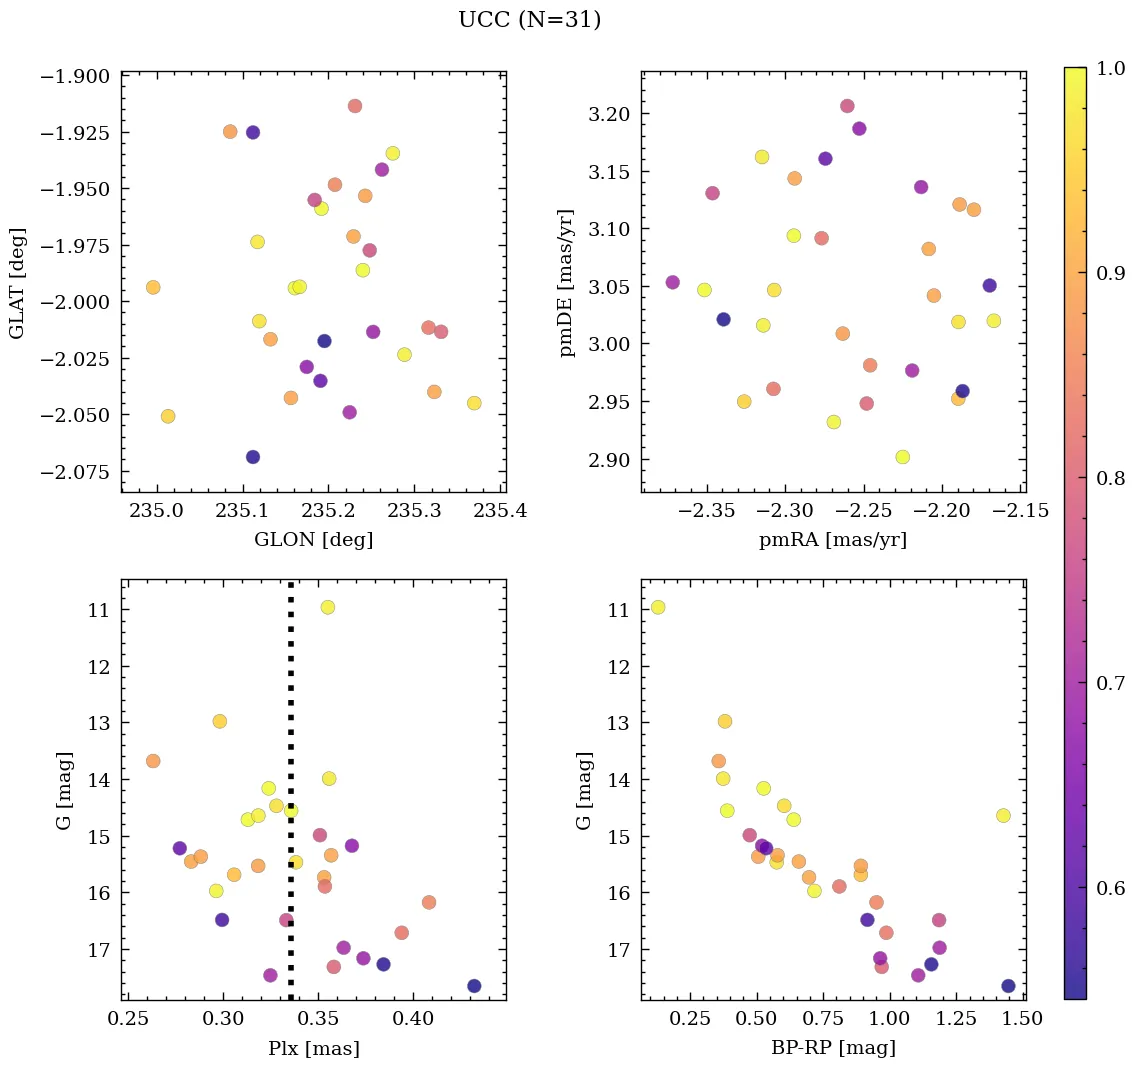 UCC (N=31)
−1.900
−1.925
−1.950
−1.975
−2.000
−2.025
−2.050
−2.075
GLAT [deg]
235.0 235.1 235.2 235.3 235.4
GLON [deg]
3.20
3.15
3.10
3.05
3.00
2.95
2.90
pmDE [mas/yr]
−2.35 −2.30 −2.25 −2.20 −2.15
pmRA [mas/yr]
11
12
13
14
15
16
17
G [mag]
0.25 0.30 0.35 0.40
Plx [mas]
11
12
13
14
15
16
17
G [mag]
0.25 0.50 0.75 1.00 1.25 1.50
BP-RP [mag]
1.0
0.9
0.8
0.7
0.6